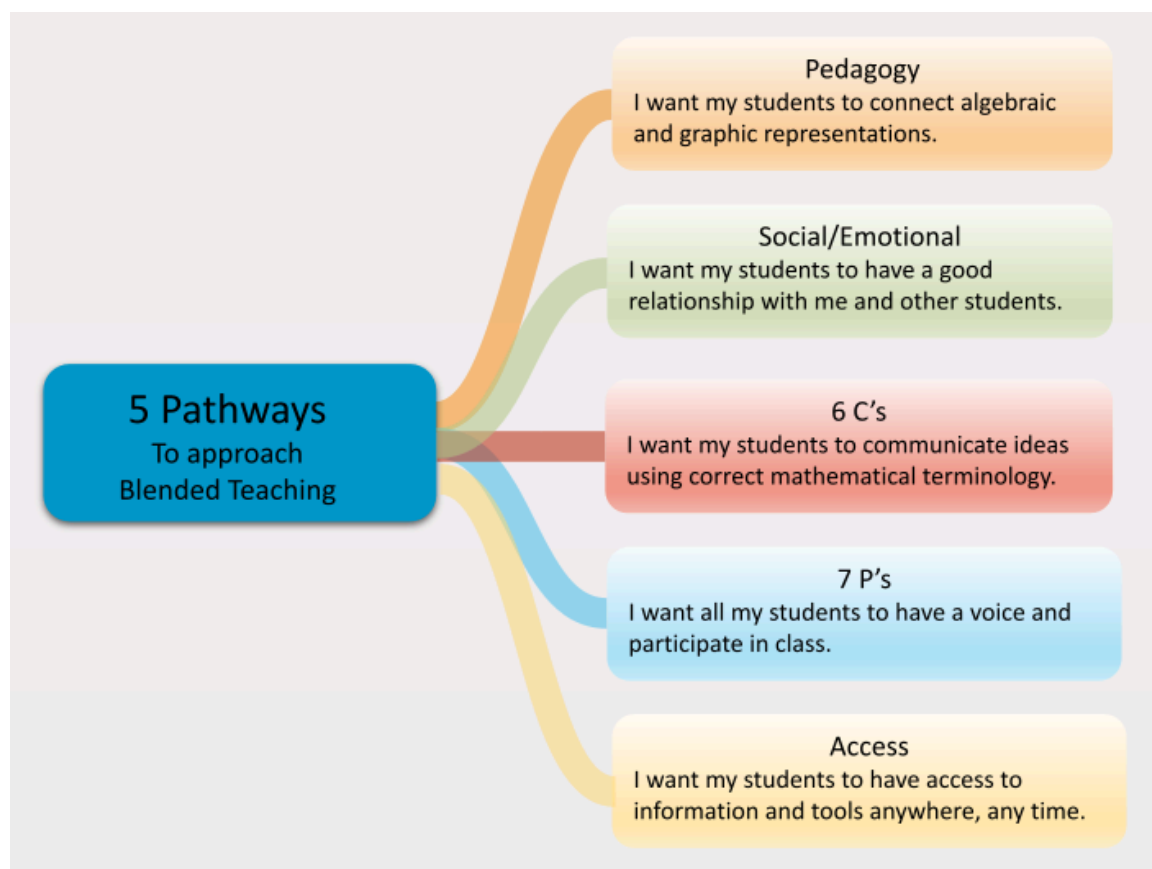 5 Pathways
To approach
Blended Teaching
Pedagogy
I want my students to connect algebraic
and graphic representations.
Social/Emotional
I want my students to have a good
relationship with me and other students.
6 C’s
I want my students to communicate ideas
using correct mathematical terminology.
7 P’s
I want all my students to have a voice and
participate in class.
Access
I want my students to have access to
information and tools anywhere, any time.